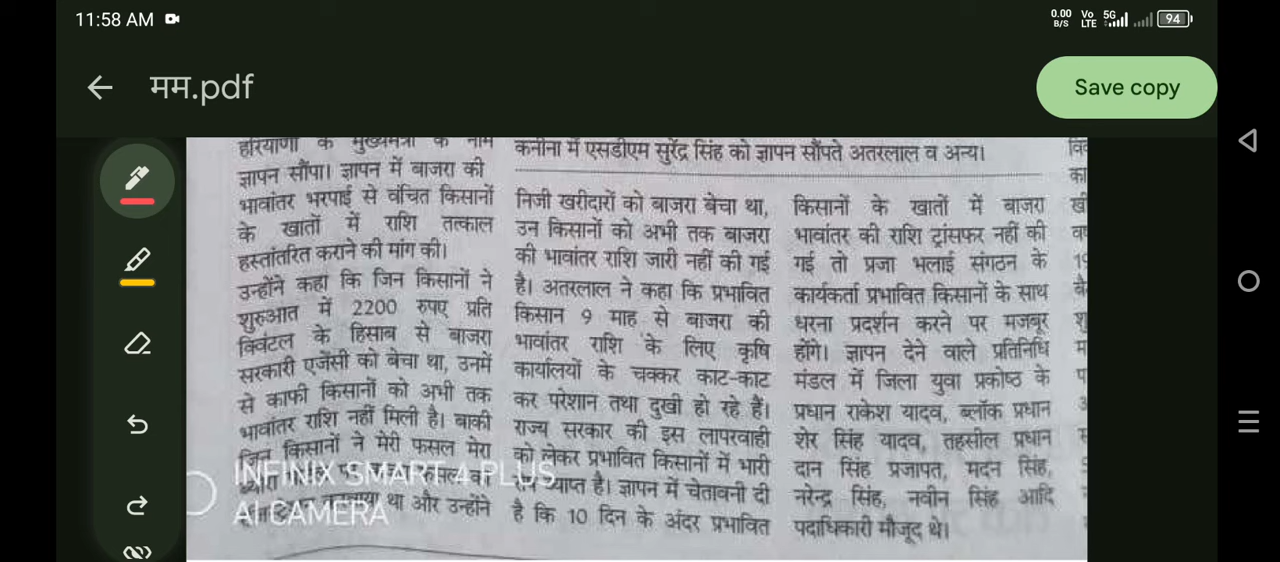 11:58 AM
0.00 B/S Vo LTE 5G 94
मम.pdf
Save copy
हरियाणा के मुख्यमंत्री के नाम
ज्ञापन सौंपा। ज्ञापन में बाजरा की
भावांतर भरपाई से वंचित किसानों
के खातों में राशि तत्काल
हस्तांतरित कराने की मांग की।
उन्होंने कहा कि जिन किसानों ने
शुरुआत में 2200 रुपए प्रति
क्विंटल के हिसाब से बाजरा
सरकारी एजेंसी को बेचा था, उनमें
से काफी किसानों को अभी तक
भावांतर राशि नहीं मिली है। बाकी
जिन किसानों ने मेरी फसल मेरा
था और उन्होंने
कनीना में एसडीएम सुरेंद्र सिंह को ज्ञापन सौंपते अतरलाल व अन्य।
निजी खरीदारों को बाजरा बेचा था,
उन किसानों को अभी तक बाजरा
की भावांतर राशि जारी नहीं की गई
है। अतरलाल ने कहा कि प्रभावित
किसान 9 माह से बाजरा की
भावांतर राशि के लिए कृषि
कार्यालयों के चक्कर काट-काट
कर परेशान तथा दुखी हो रहे हैं।
राज्य सरकार की इस लापरवाही
को लेकर प्रभावित किसानों में भारी
व्याप्त है। ज्ञापन में चेतावनी दी
है कि 10 दिन के अंदर प्रभावित
किसानों के खातों में बाजरा
भावांतर की राशि ट्रांसफर नहीं की
गई तो प्रजा भलाई संगठन के
कार्यकर्ता प्रभावित किसानों के साथ
धरना प्रदर्शन करने पर मजबूर
होंगे। ज्ञापन देने वाले प्रतिनिधि
मंडल में जिला युवा प्रकोष्ठ के
प्रधान राकेश यादव, ब्लॉक प्रधान
शेर सिंह यादव, तहसील प्रधान
दान सिंह प्रजापत, मदन सिंह,
नरेन्द्र सिंह, नवीन सिंह आदि
पदाधिकारी मौजूद थे।
INFINIX SMART 4 PLUS
AI CAMERA